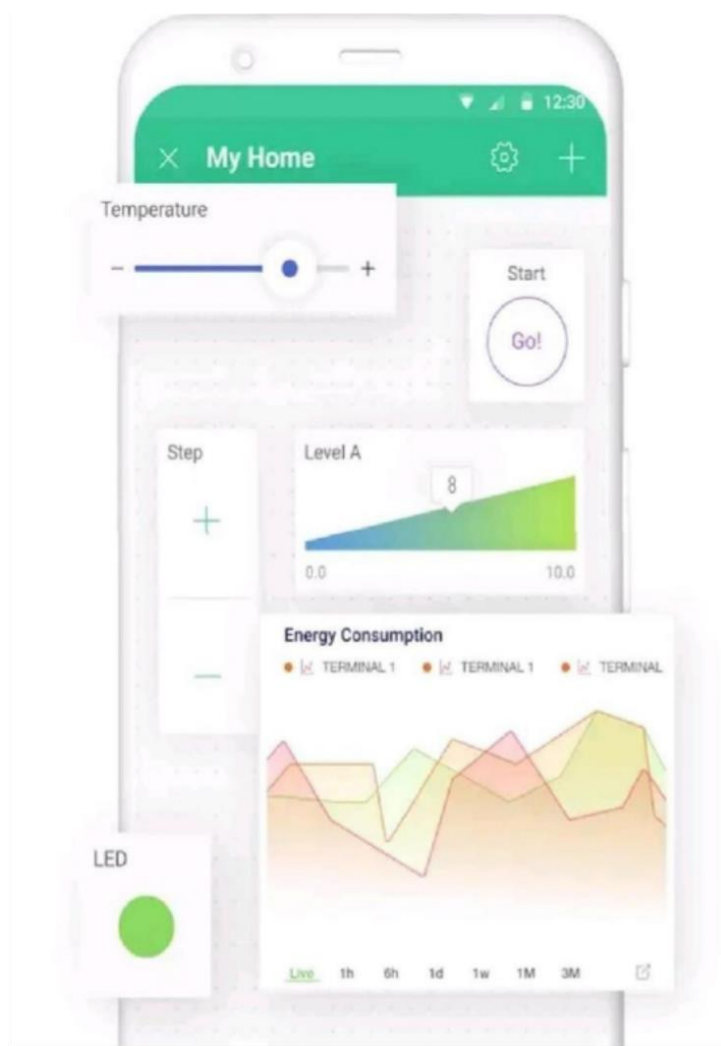 12:30
My Home
Temperature
− +
Start
Go!
Step
+
−
Level A
8
0.0 10.0
Energy Consumption
TERMINAL 1 TERMINAL 1 TERMINAL
Live 1h 6h 1d 1w 1M 3M
LED